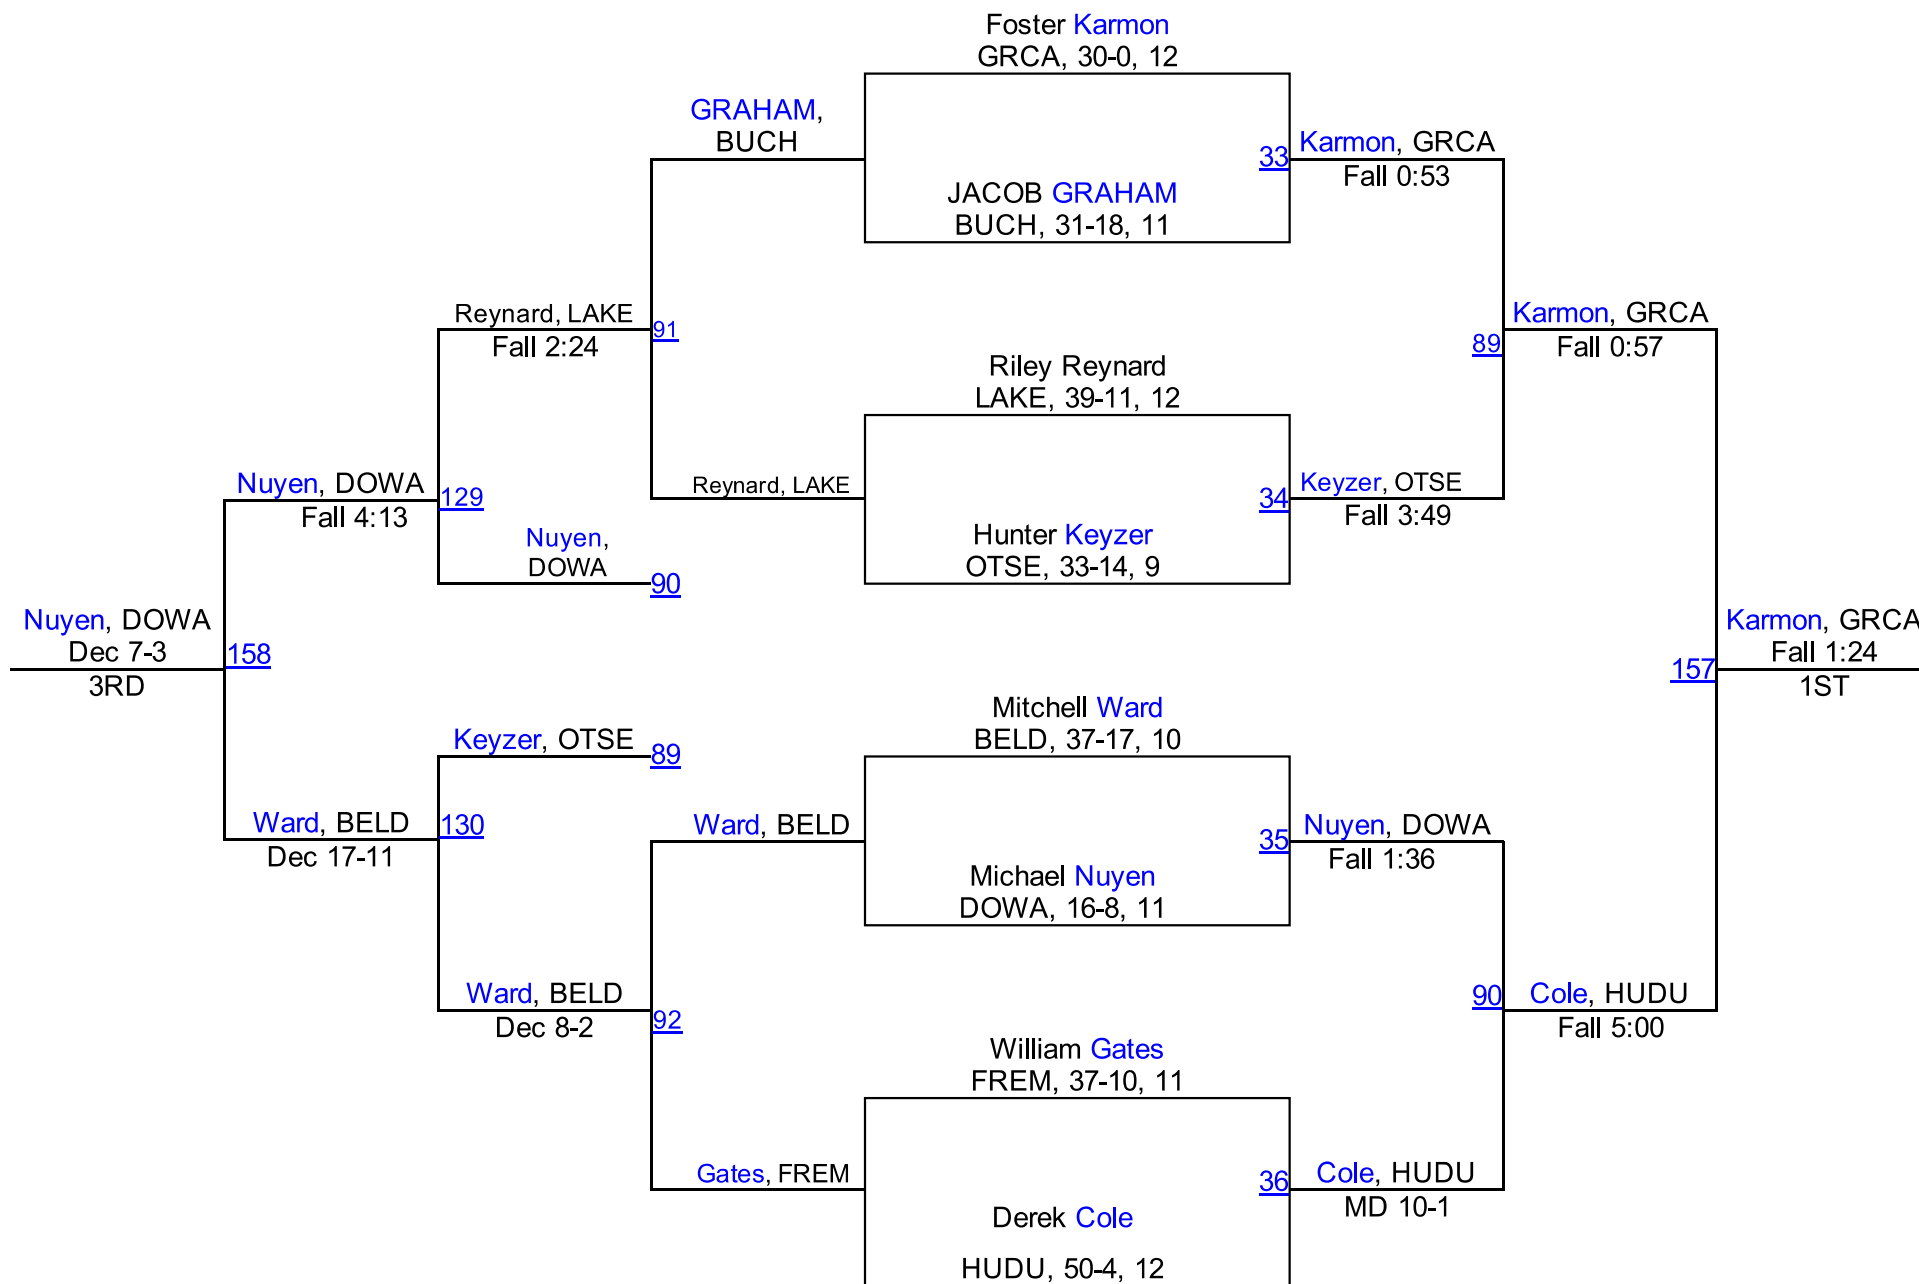 Foster Karmon
GRCA, 30-0, 12
GRAHAM,
BUCH
33
Karmon, GRCA
Fall 0:53
JACOB GRAHAM
BUCH, 31-18, 11
Reynard, LAKE
Fall 2:24
91
Karmon, GRCA
Fall 0:57
89
Riley Reynard
LAKE, 39-11, 12
Nuyen, DOWA
Fall 4:13
129
Reynard, LAKE
34
Keyzer, OTSE
Fall 3:49
Nuyen,
DOWA
90
Hunter Keyzer
OTSE, 33-14, 9
Nuyen, DOWA
Dec 7-3
3RD
158
157
Karmon, GRCA
Fall 1:24
1ST
Mitchell Ward
BELD, 37-17, 10
Keyzer, OTSE
89
Ward, BELD
Dec 17-11
130
Ward, BELD
35
Nuyen, DOWA
Fall 1:36
Michael Nuyen
DOWA, 16-8, 11
Ward, BELD
Dec 8-2
92
90
Cole, HUDU
Fall 5:00
William Gates
FREM, 37-10, 11
Gates, FREM
36
Cole, HUDU
MD 10-1
Derek Cole
HUDU, 50-4, 12